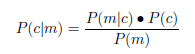 P(c|m) = P(m|c) • P(c) / P(m)